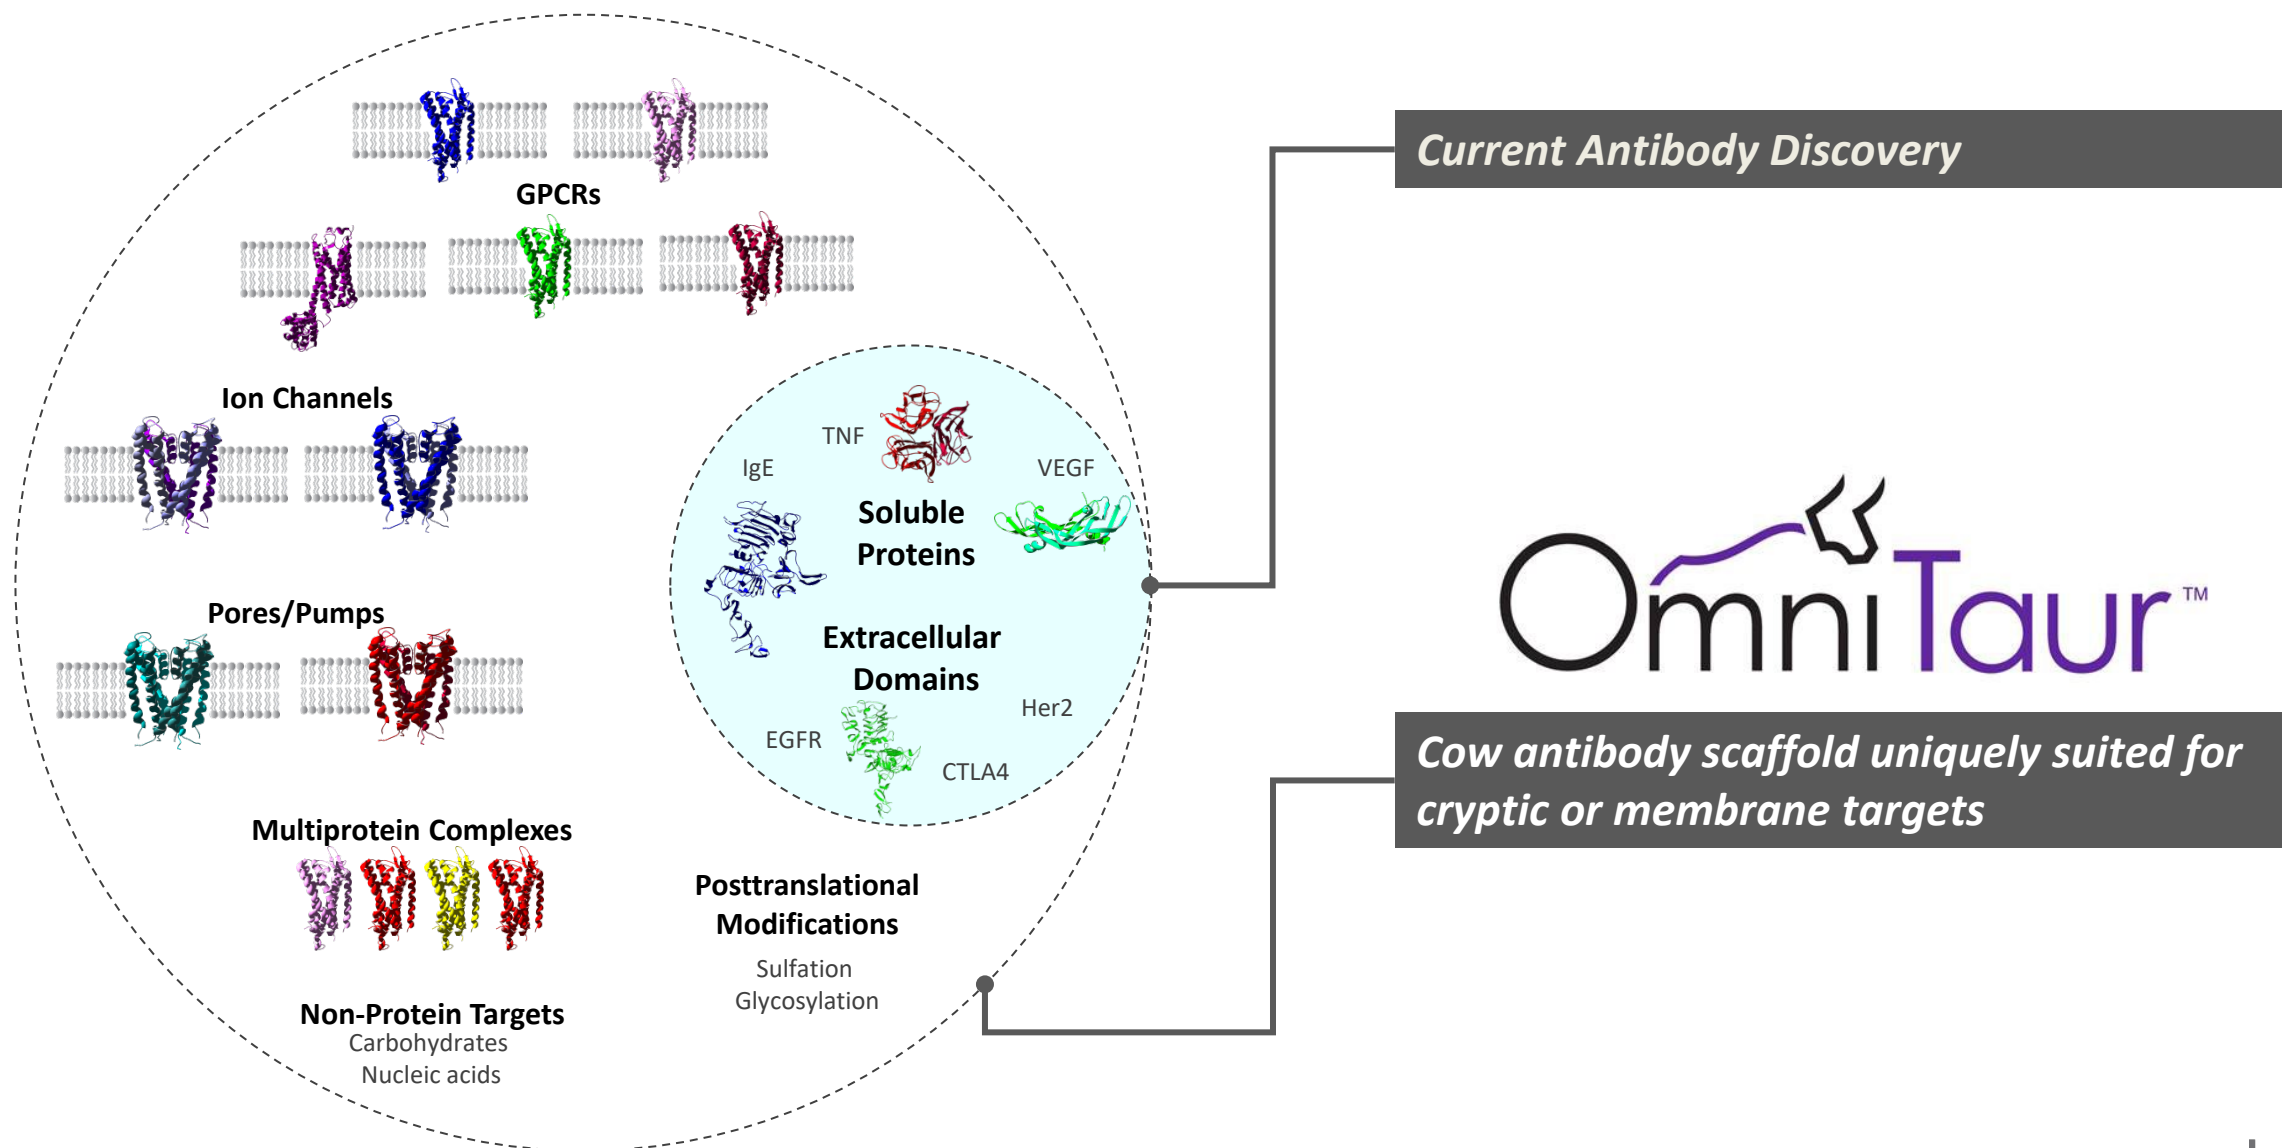 GPCRs
Ion Channels
Pores/Pumps
Multiprotein Complexes
Non-Protein Targets
Carbohydrates
Nucleic acids
Posttranslational
Modifications
Sulfation
Glycosylation
TNF
IgE
VEGF
Soluble
Proteins
Extracellular
Domains
Her2
EGFR
CTLA4
Current Antibody Discovery
OmniTaur™
Cow antibody scaffold uniquely suited for
cryptic or membrane targets